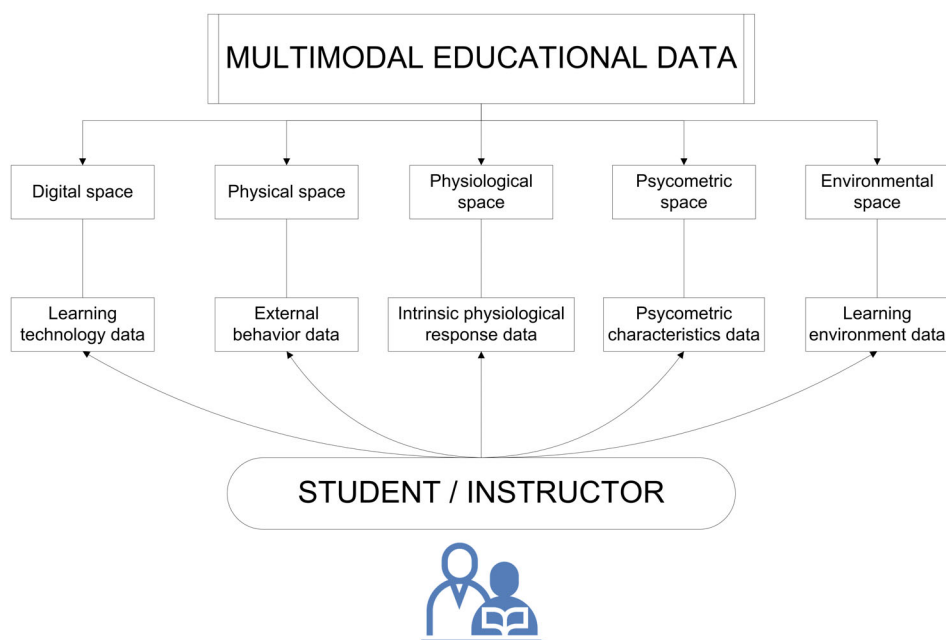 MULTIMODAL EDUCATIONAL DATA
Digital space
Physical space
Physiological
space
Psycometric
space
Environmental
space
Learning
technology data
External
behavior data
Intrinsic physiological
response data
Psycometric
characteristics data
Learning
environment data
STUDENT / INSTRUCTOR